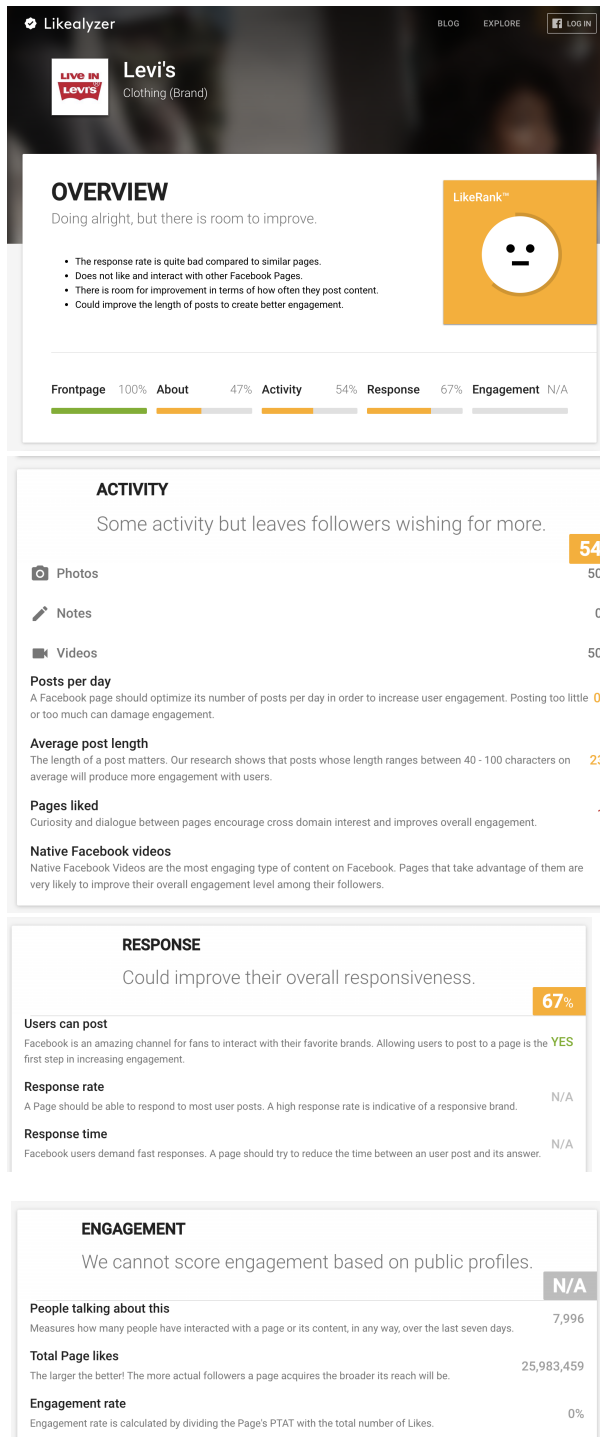 Likealyzer
BLOG
EXPLORE
LOG IN
LIVE IN
LEVI'S
Levi's
Clothing (Brand)
OVERVIEW
Doing alright, but there is room to improve.
LikeRank™
The response rate is quite bad compared to similar pages.
Does not like and interact with other Facebook Pages.
There is room for improvement in terms of how often they post content.
Could improve the length of posts to create better engagement.
Frontpage 100% About 47% Activity 54% Response 67% Engagement N/A
ACTIVITY
Some activity but leaves followers wishing for more.
54
Photos 50
Notes 0
Videos 50
Posts per day
A Facebook page should optimize its number of posts per day in order to increase user engagement. Posting too little 0
or too much can damage engagement.
Average post length
The length of a post matters. Our research shows that posts whose length ranges between 40 - 100 characters on 23
average will produce more engagement with users.
Pages liked
Curiosity and dialogue between pages encourage cross domain interest and improves overall engagement.
Native Facebook videos
Native Facebook Videos are the most engaging type of content on Facebook. Pages that take advantage of them are
very likely to improve their overall engagement level among their followers.
RESPONSE
Could improve their overall responsiveness.
67%
Users can post
Facebook is an amazing channel for fans to interact with their favorite brands. Allowing users to post to a page is the YES
first step in increasing engagement.
Response rate
N/A
A Page should be able to respond to most user posts. A high response rate is indicative of a responsive brand.
Response time
N/A
Facebook users demand fast responses. A page should try to reduce the time between an user post and its answer.
ENGAGEMENT
We cannot score engagement based on public profiles.
N/A
People talking about this
7,996
Measures how many people have interacted with a page or its content, in any way, over the last seven days.
Total Page likes
25,983,459
The larger the better! The more actual followers a page acquires the broader its reach will be.
Engagement rate
0%
Engagement rate is calculated by dividing the Page's PTAT with the total number of Likes.